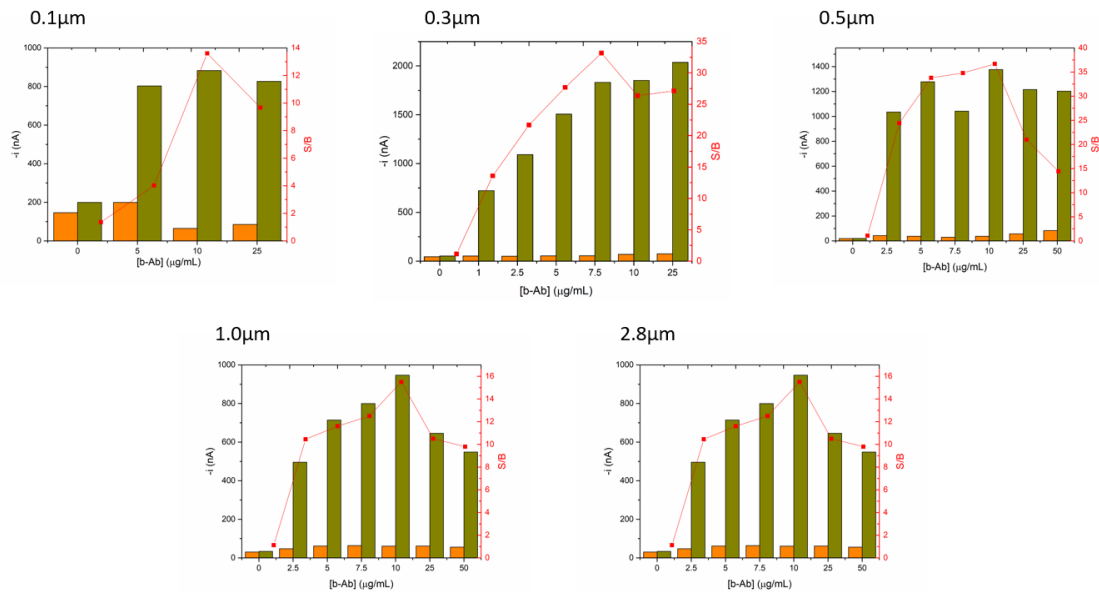 0.1µm
0.3µm
0.5µm
1000
800
600
400
200
0
-i (nA)
14
12
10
8
6
4
2
0
S/B
0 5 10 25
[b-Ab] (µg/mL)
2000
1500
1000
500
0
-i (nA)
35
30
25
20
15
10
5
0
S/B
0 1 2.5 5 7.5 10 25
[b-Ab] (µg/mL)
1400
1200
1000
800
600
400
200
0
-i (nA)
40
35
30
25
20
15
10
5
0
S/B
0 2.5 5 7.5 10 25 50
[b-Ab] (µg/mL)
1.0µm
2.8µm
1000
800
600
400
200
0
-i (nA)
16
14
12
10
8
6
4
2
0
S/B
0 2.5 5 7.5 10 25 50
[b-Ab] (µg/mL)
1000
800
600
400
200
0
-i (nA)
16
14
12
10
8
6
4
2
0
S/B
0 2.5 5 7.5 10 25 50
[b-Ab] (µg/mL)